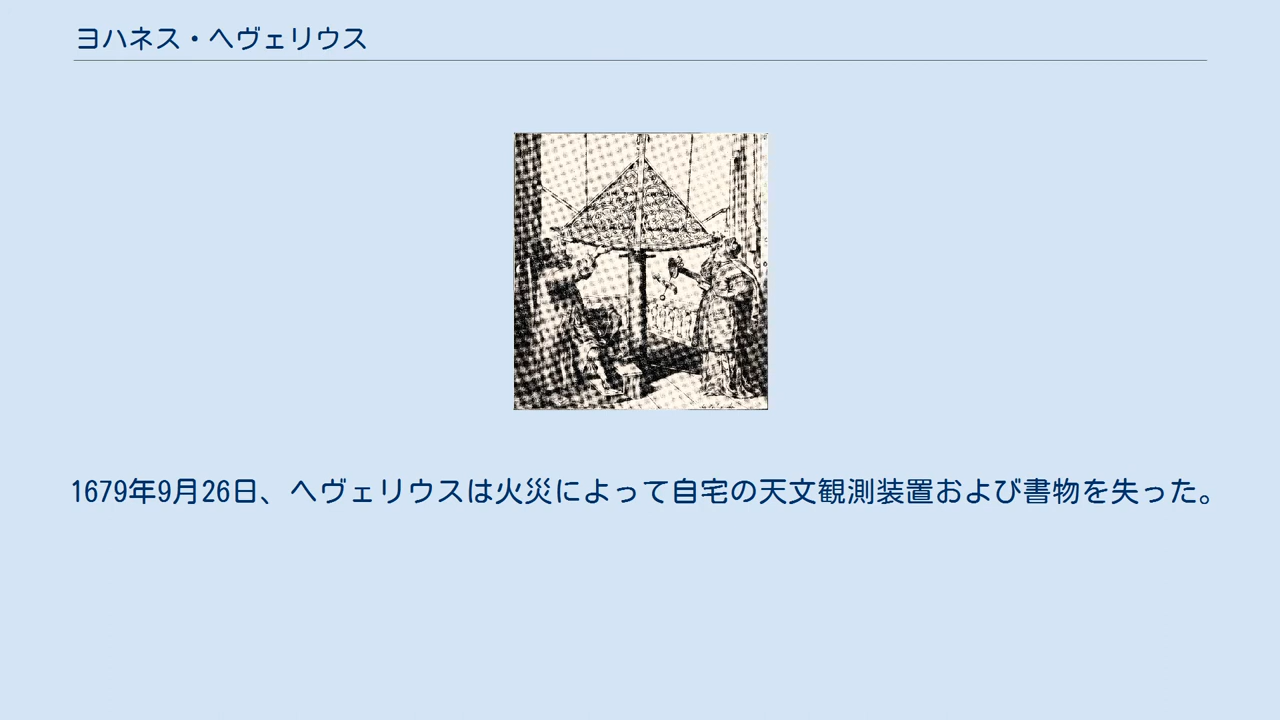 ヨハネス・ヘヴェリウス
1679年9月26日、ヘヴェリウスは火災によって自宅の天文観測装置および書物を失った。